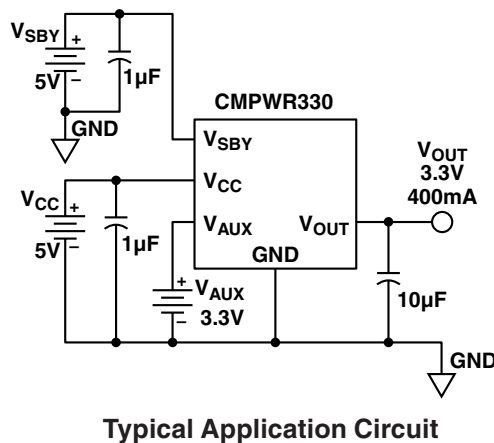 V_SBY
+
5V
–
1µF
GND
CMPWR330
V_SBY
V_CC
V_AUX
V_OUT
GND
V_OUT
3.3V
400mA
V_CC
+
5V
–
1µF
+
V_AUX
–
3.3V
10µF
GND
Typical Application Circuit